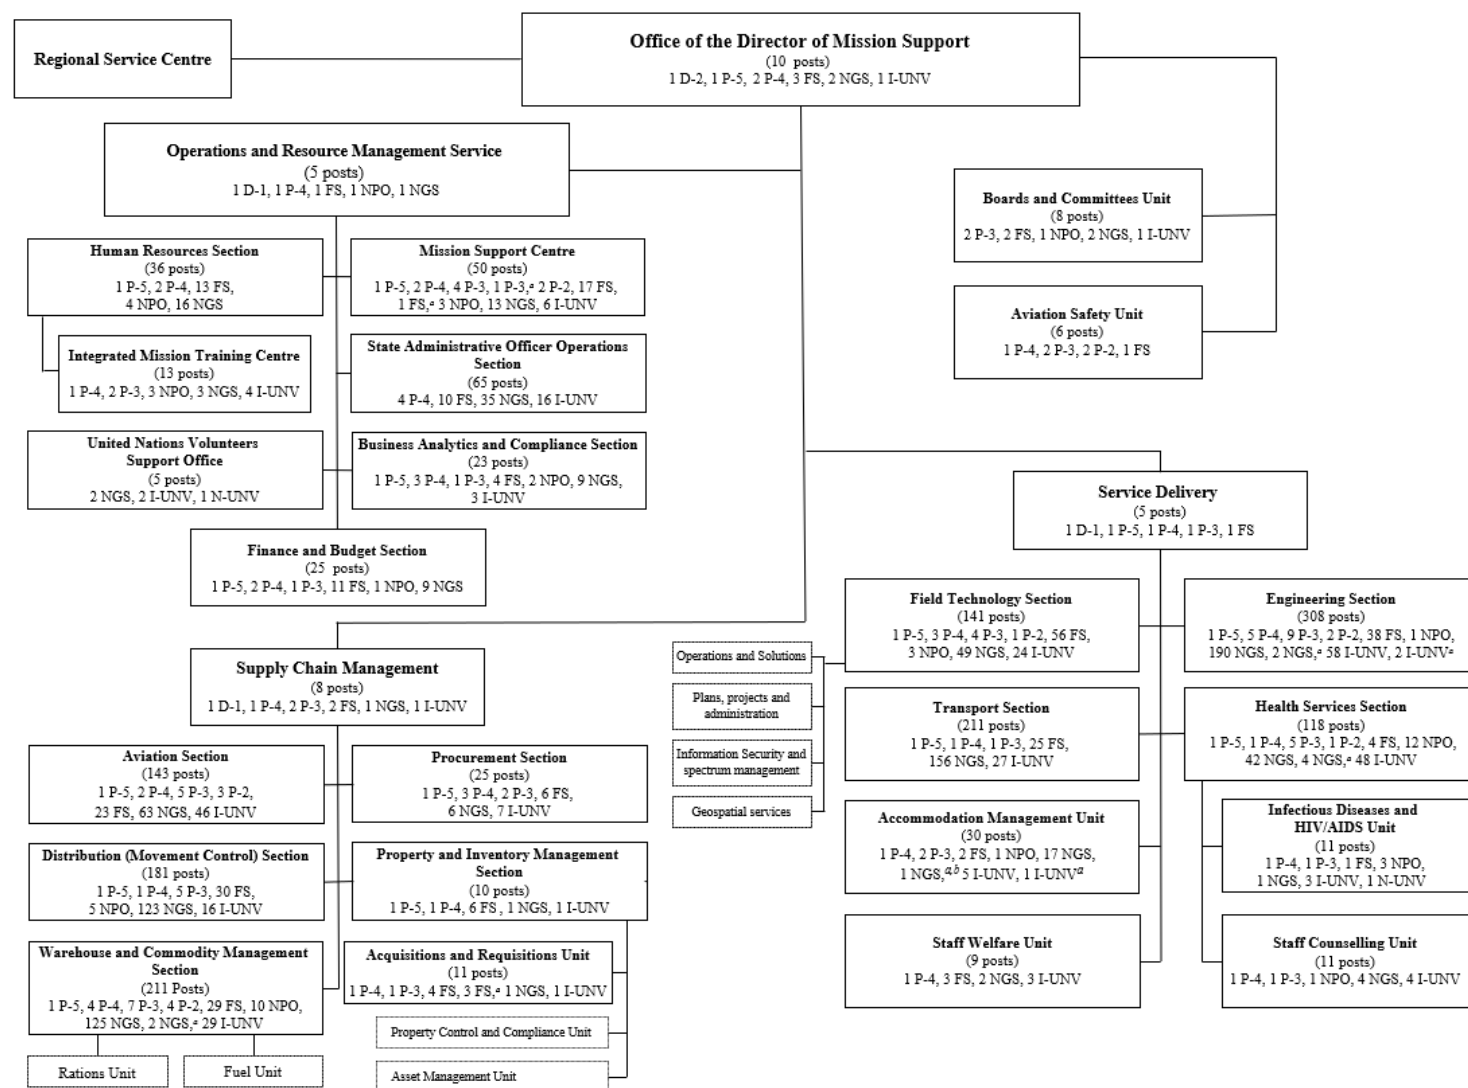 Regional Service Centre
Office of the Director of Mission Support
(10 posts)
1 D-2, 1 P-5, 2 P-4, 3 FS, 2 NGS, 1 I-UNV
Operations and Resource Management Service
(5 posts)
1 D-1, 1 P-4, 1 FS, 1 NPO, 1 NGS
Boards and Committees Unit
(8 posts)
2 P-3, 2 FS, 1 NPO, 2 NGS, 1 I-UNV
Aviation Safety Unit
(6 posts)
1 P-4, 2 P-3, 2 P-2, 1 FS
Human Resources Section
(36 posts)
1 P-5, 2 P-4, 13 FS,
4 NPO, 16 NGS
Mission Support Centre
(50 posts)
1 P-5, 2 P-4, 4 P-3, 1 P-3,ᵃ 2 P-2, 17 FS,
1 FS,ᵃ 3 NPO, 13 NGS, 6 I-UNV
Integrated Mission Training Centre
(13 posts)
1 P-4, 2 P-3, 3 NPO, 3 NGS, 4 I-UNV
State Administrative Officer Operations
Section
(65 posts)
4 P-4, 10 FS, 35 NGS, 16 I-UNV
United Nations Volunteers
Support Office
(5 posts)
2 NGS, 2 I-UNV, 1 N-UNV
Business Analytics and Compliance Section
(23 posts)
1 P-5, 3 P-4, 1 P-3, 4 FS, 2 NPO, 9 NGS,
3 I-UNV
Finance and Budget Section
(25 posts)
1 P-5, 2 P-4, 1 P-3, 11 FS, 1 NPO, 9 NGS
Service Delivery
(5 posts)
1 D-1, 1 P-5, 1 P-4, 1 P-3, 1 FS
Supply Chain Management
(8 posts)
1 D-1, 1 P-4, 2 P-3, 2 FS, 1 NGS, 1 I-UNV
Aviation Section
(143 posts)
1 P-5, 2 P-4, 5 P-3, 3 P-2,
23 FS, 63 NGS, 46 I-UNV
Procurement Section
(25 posts)
1 P-5, 3 P-4, 2 P-3, 6 FS,
6 NGS, 7 I-UNV
Distribution (Movement Control) Section
(181 posts)
1 P-5, 1 P-4, 5 P-3, 30 FS,
5 NPO, 123 NGS, 16 I-UNV
Property and Inventory Management
Section
(10 posts)
1 P-5, 1 P-4, 6 FS, 1 NGS, 1 I-UNV
Warehouse and Commodity Management
Section
(211 Posts)
1 P-5, 4 P-4, 7 P-3, 4 P-2, 29 FS, 10 NPO,
125 NGS, 2 NGS,ᵃ 29 I-UNV
Acquisitions and Requisitions Unit
(11 posts)
1 P-4, 1 P-3, 4 FS, 3 FS,ᵃ 1 NGS, 1 I-UNV
Property Control and Compliance Unit
Asset Management Unit
Rations Unit
Fuel Unit
Field Technology Section
(141 posts)
1 P-5, 3 P-4, 4 P-3, 1 P-2, 56 FS,
3 NPO, 49 NGS, 24 I-UNV
Engineering Section
(308 posts)
1 P-5, 5 P-4, 9 P-3, 2 P-2, 38 FS, 1 NPO,
190 NGS, 2 NGS,ᵃ 58 I-UNV, 2 I-UNVᵃ
Operations and Solutions
Plans, projects and
administration
Information Security and
spectrum management
Geospatial services
Transport Section
(211 posts)
1 P-5, 1 P-4, 1 P-3, 25 FS,
156 NGS, 27 I-UNV
Health Services Section
(118 posts)
1 P-5, 1 P-4, 5 P-3, 1 P-2, 4 FS, 12 NPO,
42 NGS, 4 NGS,ᵃ 48 I-UNV
Accommodation Management Unit
(30 posts)
1 P-4, 2 P-3, 2 FS, 1 NPO, 17 NGS,
1 NGS,ᵃ,ᵇ 5 I-UNV, 1 I-UNVᵃ
Infectious Diseases and
HIV/AIDS Unit
(11 posts)
1 P-4, 1 P-3, 1 FS, 3 NPO,
1 NGS, 3 I-UNV, 1 N-UNV
Staff Welfare Unit
(9 posts)
1 P-4, 3 FS, 2 NGS, 3 I-UNV
Staff Counselling Unit
(11 posts)
1 P-4, 1 P-3, 1 NPO, 4 NGS, 4 I-UNV